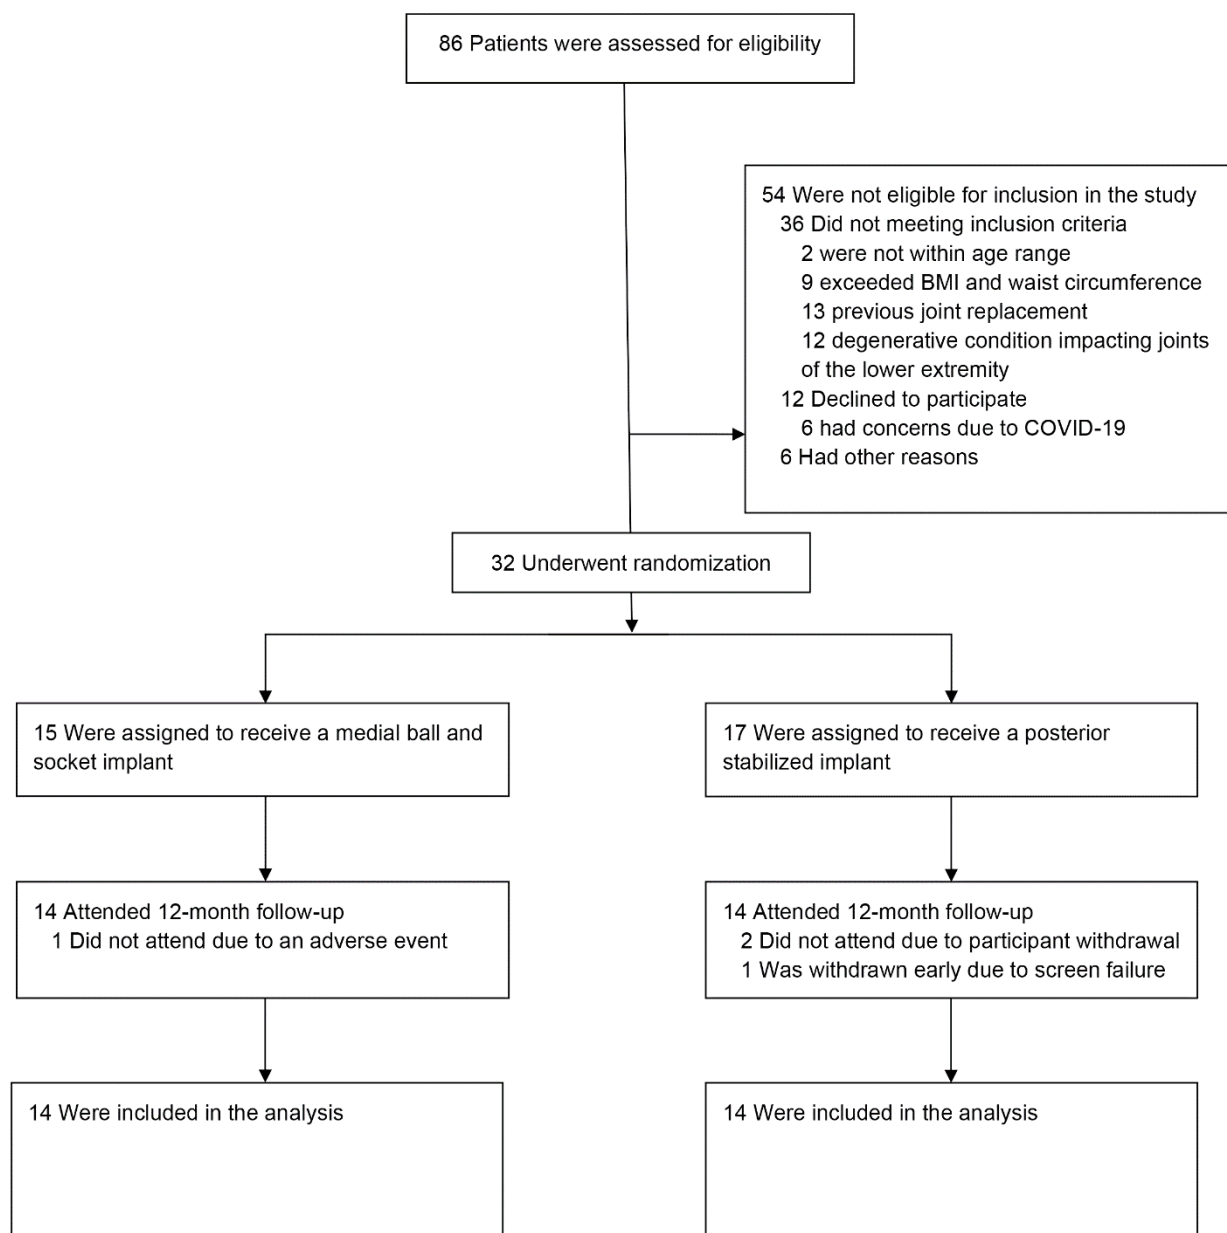 86 Patients were assessed for eligibility
54 Were not eligible for inclusion in the study
36 Did not meeting inclusion criteria
2 were not within age range
9 exceeded BMI and waist circumference
13 previous joint replacement
12 degenerative condition impacting joints
of the lower extremity
12 Declined to participate
6 had concerns due to COVID-19
6 Had other reasons
32 Underwent randomization
15 Were assigned to receive a medial ball and
socket implant
17 Were assigned to receive a posterior
stabilized implant
14 Attended 12-month follow-up
1 Did not attend due to an adverse event
14 Attended 12-month follow-up
2 Did not attend due to participant withdrawal
1 Was withdrawn early due to screen failure
14 Were included in the analysis
14 Were included in the analysis